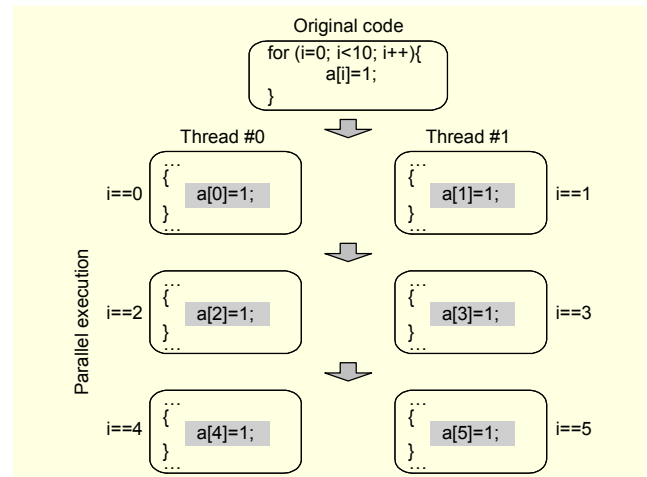 Original code
for (i=0; i<10; i++){
a[i]=1;
}
Thread #0
Thread #1
i==0
...
{
a[0]=1;
}
...
...
{
a[1]=1;
}
...
i==1
Parallel execution
i==2
...
{
a[2]=1;
}
...
...
{
a[3]=1;
}
...
i==3
i==4
...
{
a[4]=1;
}
...
...
{
a[5]=1;
}
...
i==5